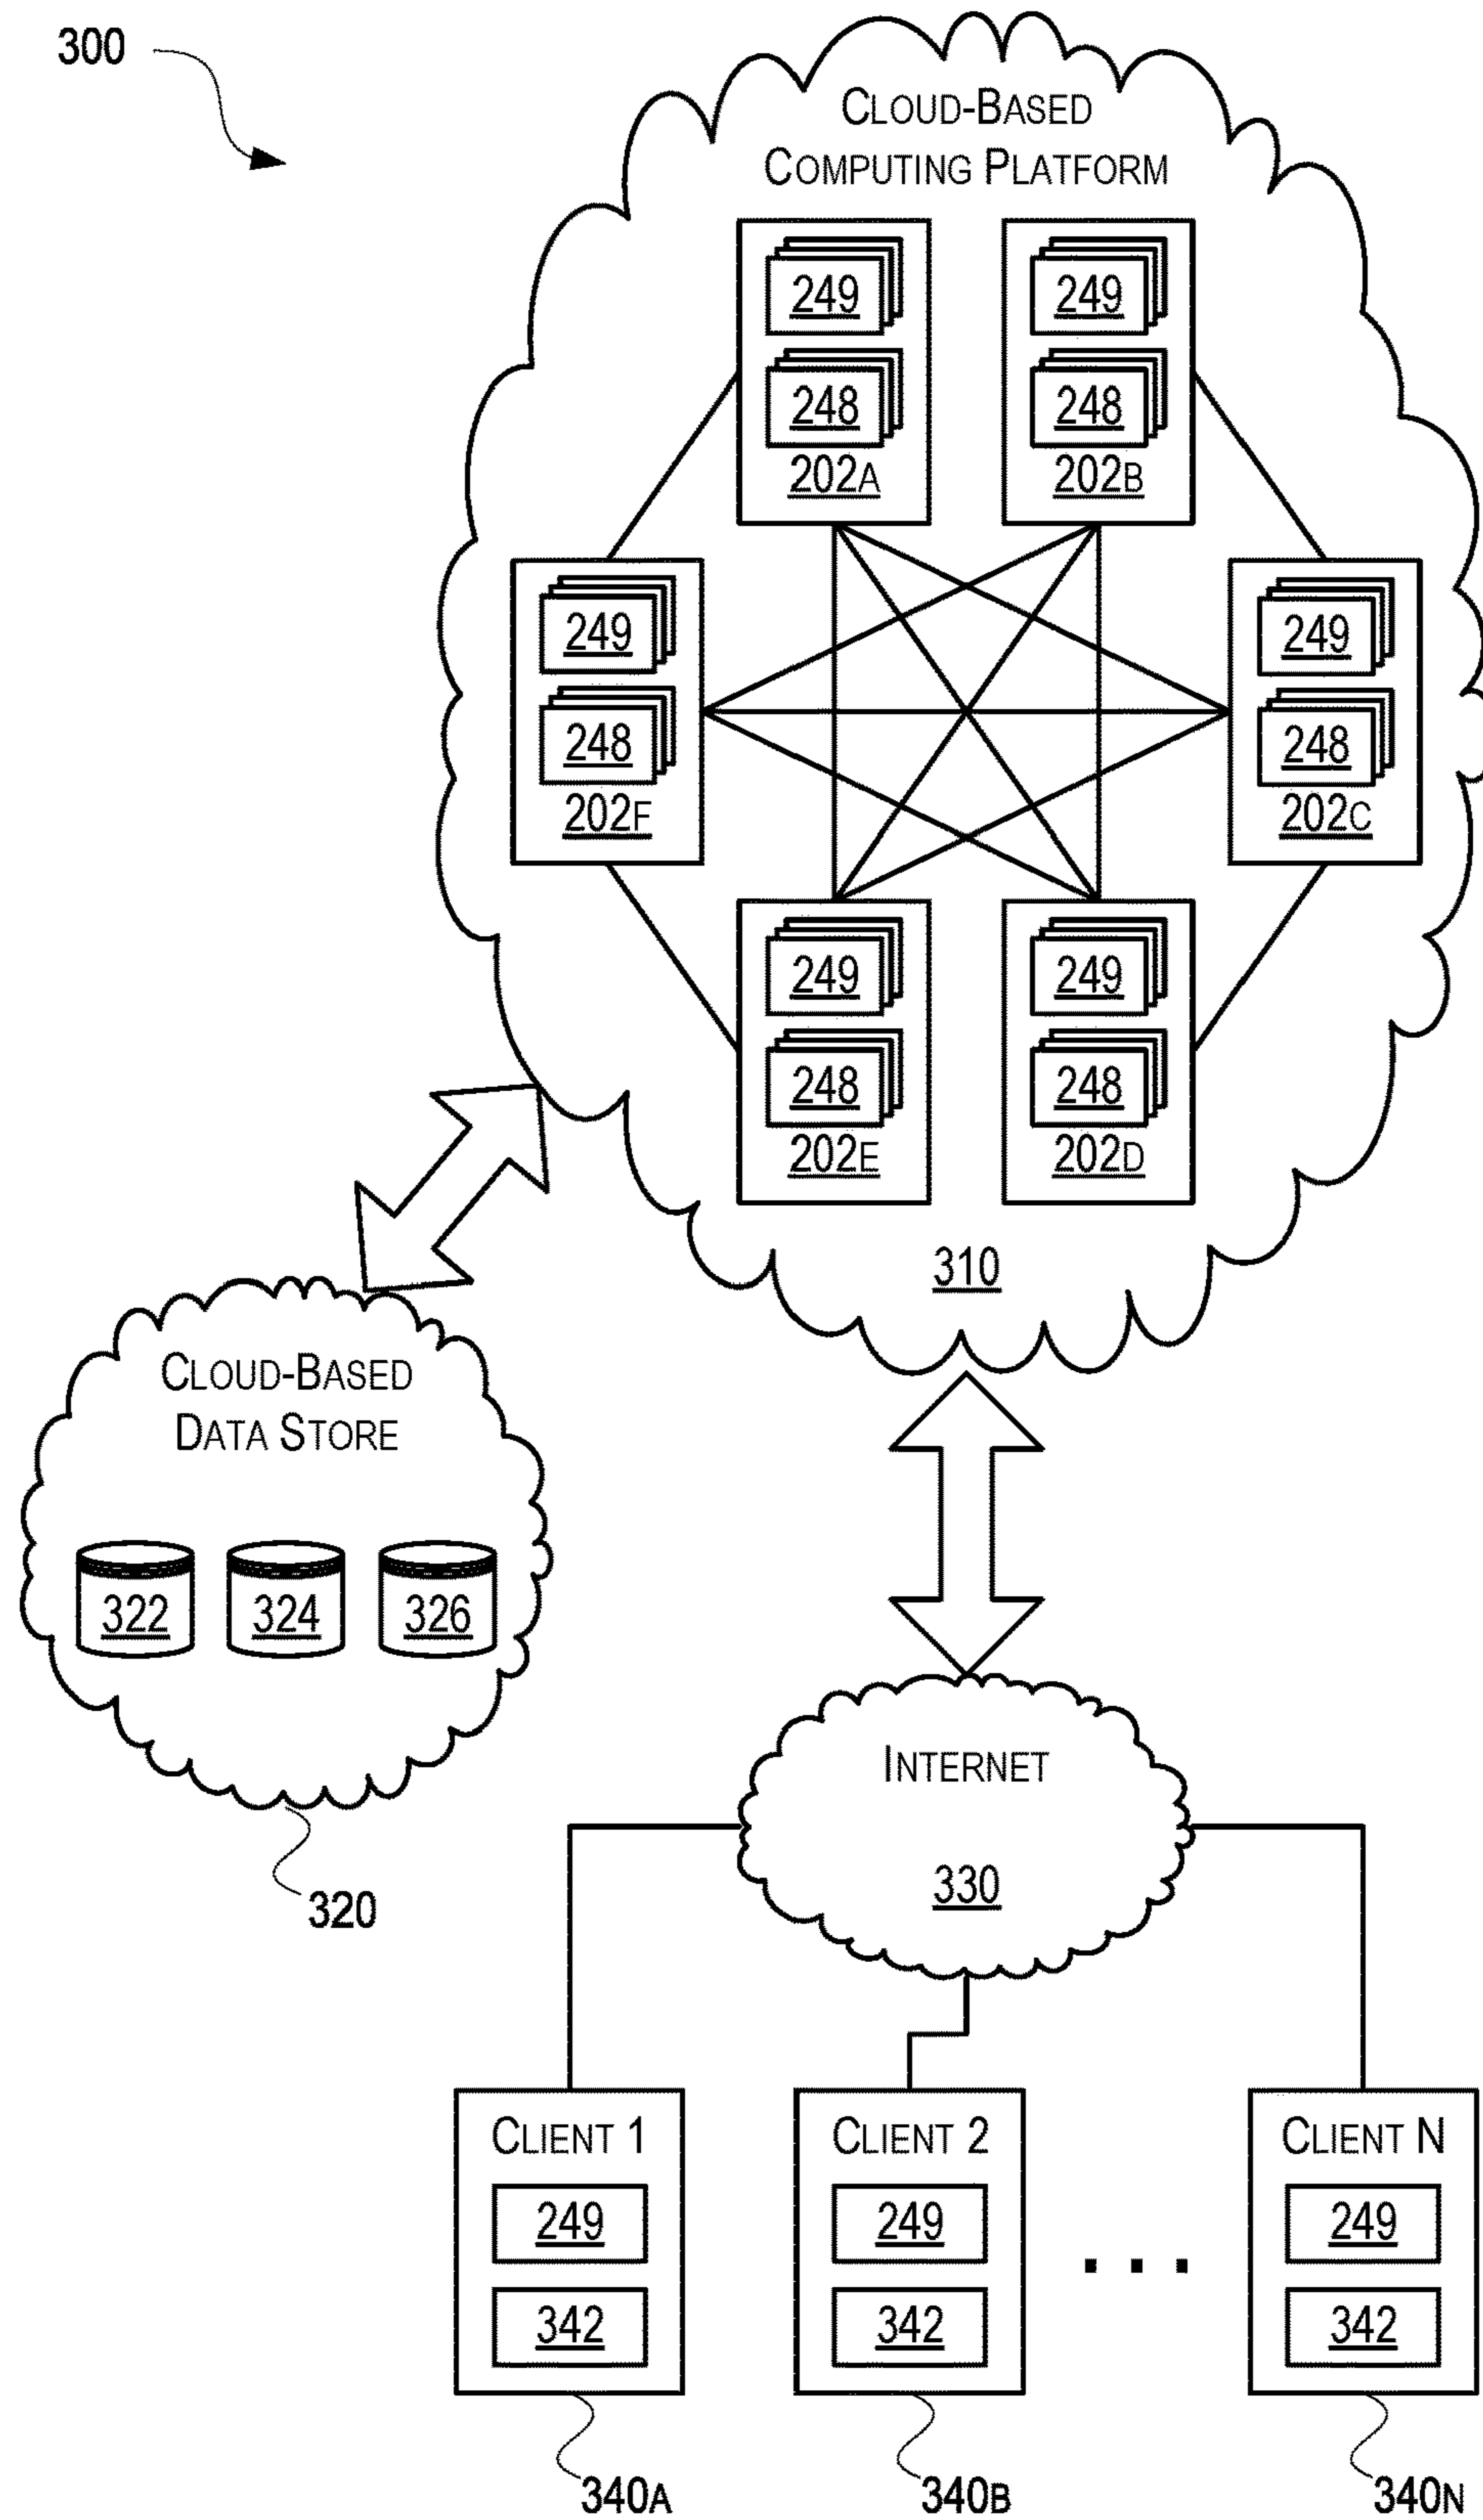 300
CLOUD-BASED
COMPUTING PLATFORM
249 249
248 248
202A 202B
249 249
248 248
202F 202C
249 249
248 248
202E 202D
310
CLOUD-BASED
DATA STORE
322 324 326
320
INTERNET
330
CLIENT 1 CLIENT 2 CLIENT N
249 249 249
342 342 342
. . .
340A 340B 340N